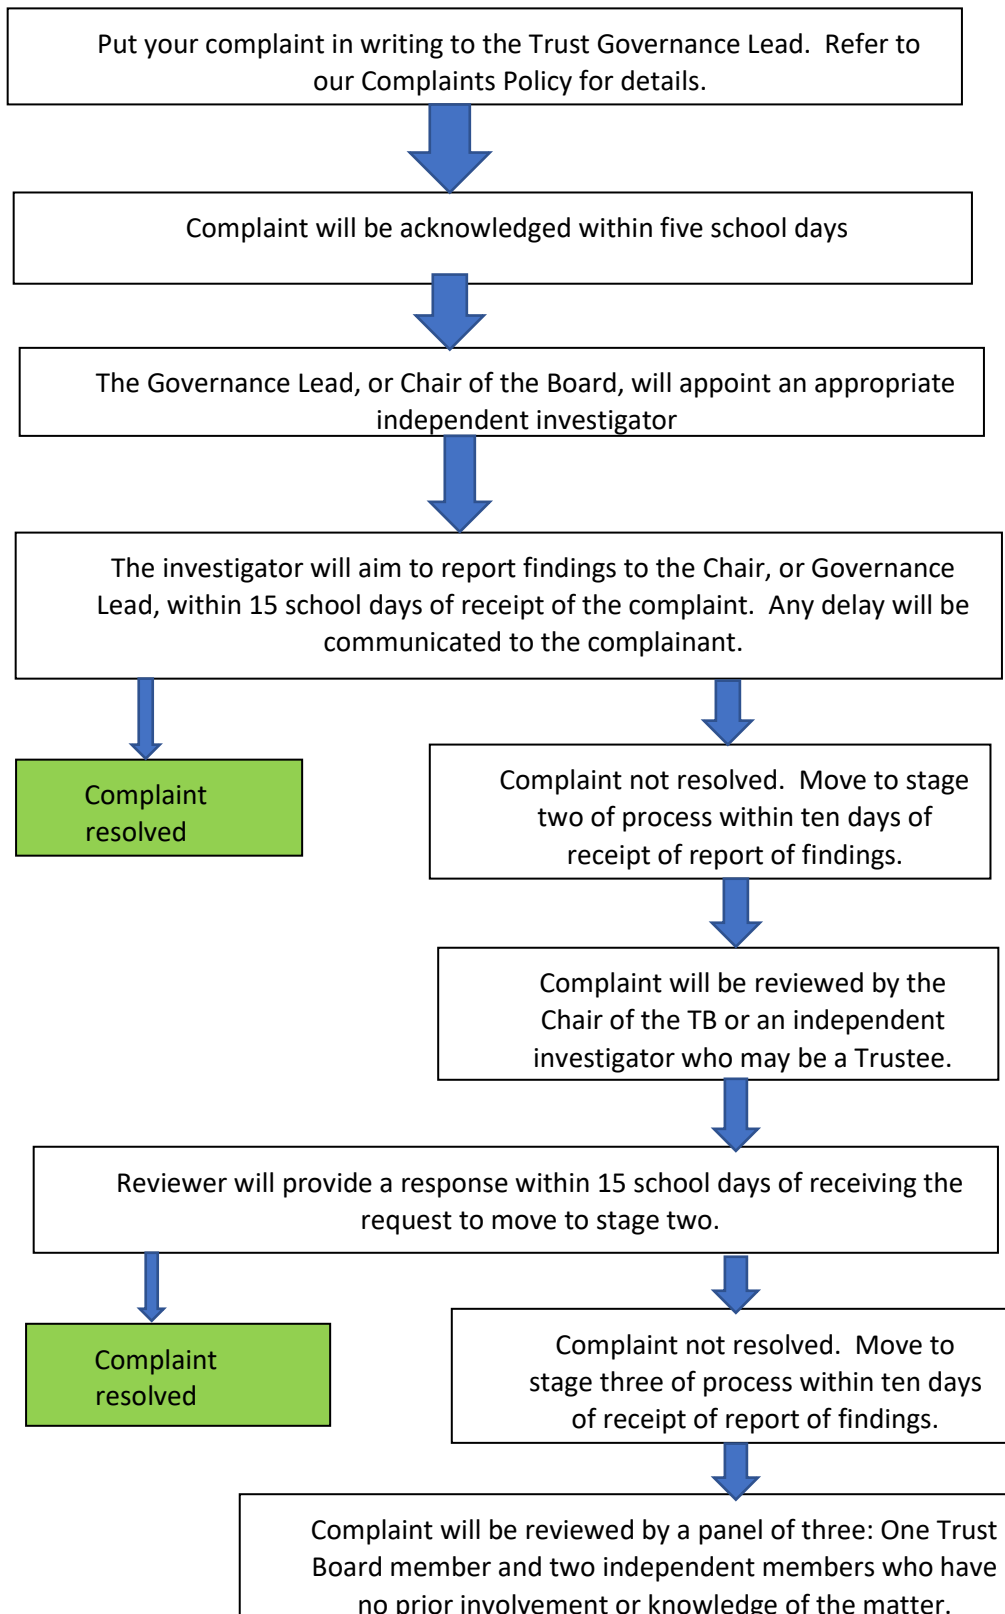 Put your complaint in writing to the Trust Governance Lead.  Refer to
our Complaints Policy for details.
Complaint will be acknowledged within five school days
The Governance Lead, or Chair of the Board, will appoint an appropriate
independent investigator
The investigator will aim to report findings to the Chair, or Governance
Lead, within 15 school days of receipt of the complaint.  Any delay will be
communicated to the complainant.
Complaint
resolved
Complaint not resolved.  Move to stage
two of process within ten days of
receipt of report of findings.
Complaint will be reviewed by the
Chair of the TB or an independent
investigator who may be a Trustee.
Reviewer will provide a response within 15 school days of receiving the
request to move to stage two.
Complaint
resolved
Complaint not resolved.  Move to
stage three of process within ten days
of receipt of report of findings.
Complaint will be reviewed by a panel of three: One Trust
Board member and two independent members who have
no prior involvement or knowledge of the matter.